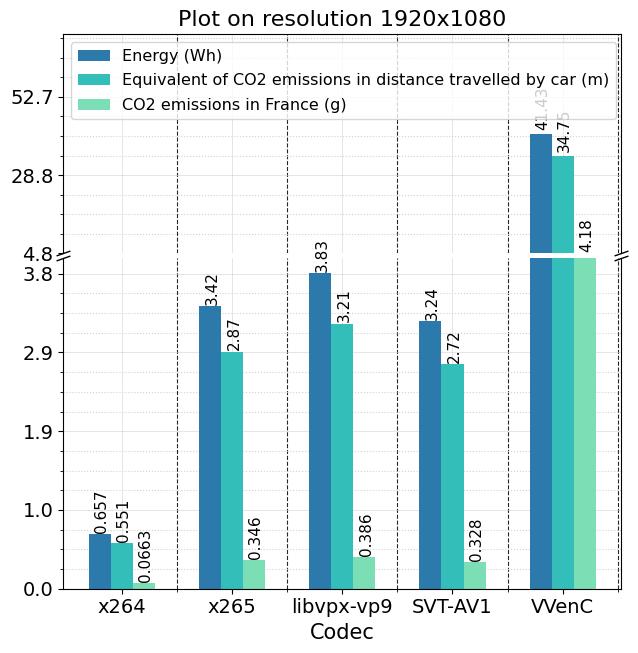 Plot on resolution 1920x1080
Energy (Wh)
Equivalent of CO2 emissions in distance travelled by car (m)
CO2 emissions in France (g)
52.7
28.8
4.8
3.8
2.9
1.9
1.0
0.0
0.657
0.551
0.0663
3.42
2.87
0.346
3.83
3.21
0.386
3.24
2.72
0.328
41.43
34.75
4.18
x264
x265
libvpx-vp9
SVT-AV1
VVenC
Codec